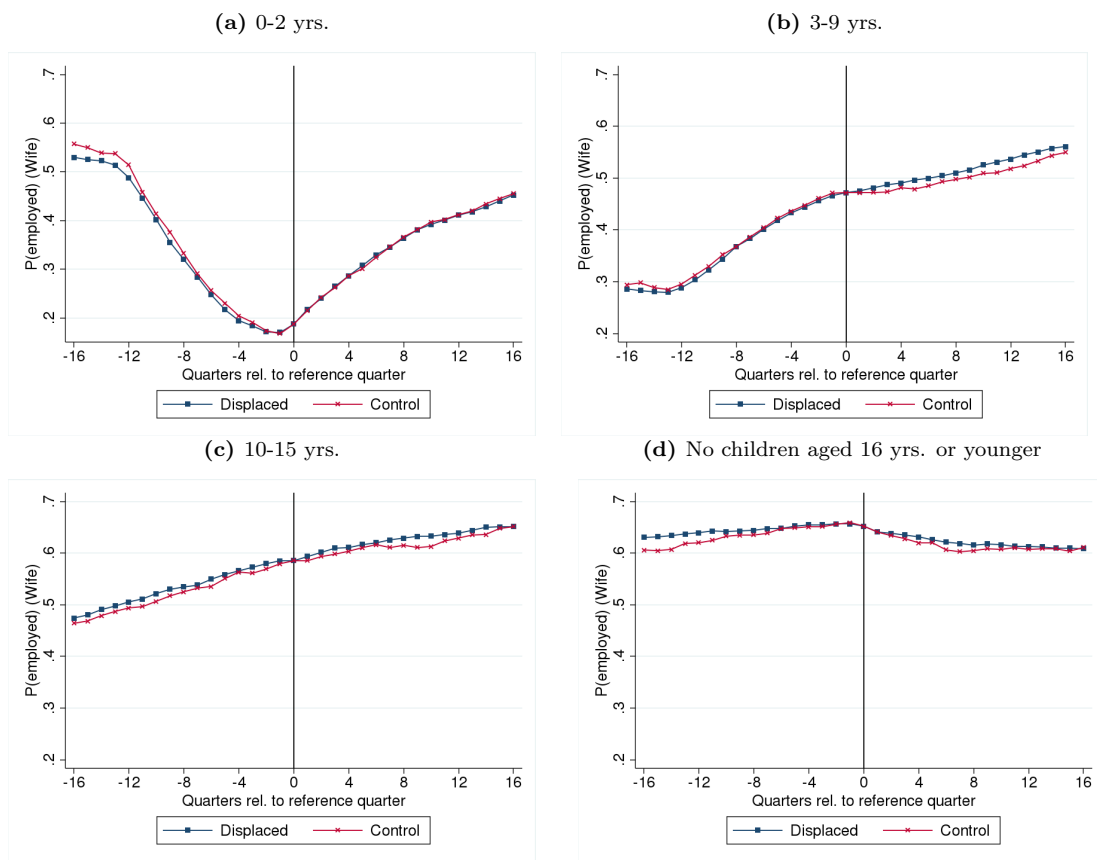 (a) 0-2 yrs.
(b) 3-9 yrs.
P(employed) (Wife)
.7
.6
.5
.4
.3
.2
-16 -12 -8 -4 0 4 8 12 16
Quarters rel. to reference quarter
Displaced Control
P(employed) (Wife)
.7
.6
.5
.4
.3
.2
-16 -12 -8 -4 0 4 8 12 16
Quarters rel. to reference quarter
Displaced Control
(c) 10-15 yrs.
(d) No children aged 16 yrs. or younger
P(employed) (Wife)
.7
.6
.5
.4
.3
.2
-16 -12 -8 -4 0 4 8 12 16
Quarters rel. to reference quarter
Displaced Control
P(employed) (Wife)
.7
.6
.5
.4
.3
.2
-16 -12 -8 -4 0 4 8 12 16
Quarters rel. to reference quarter
Displaced Control